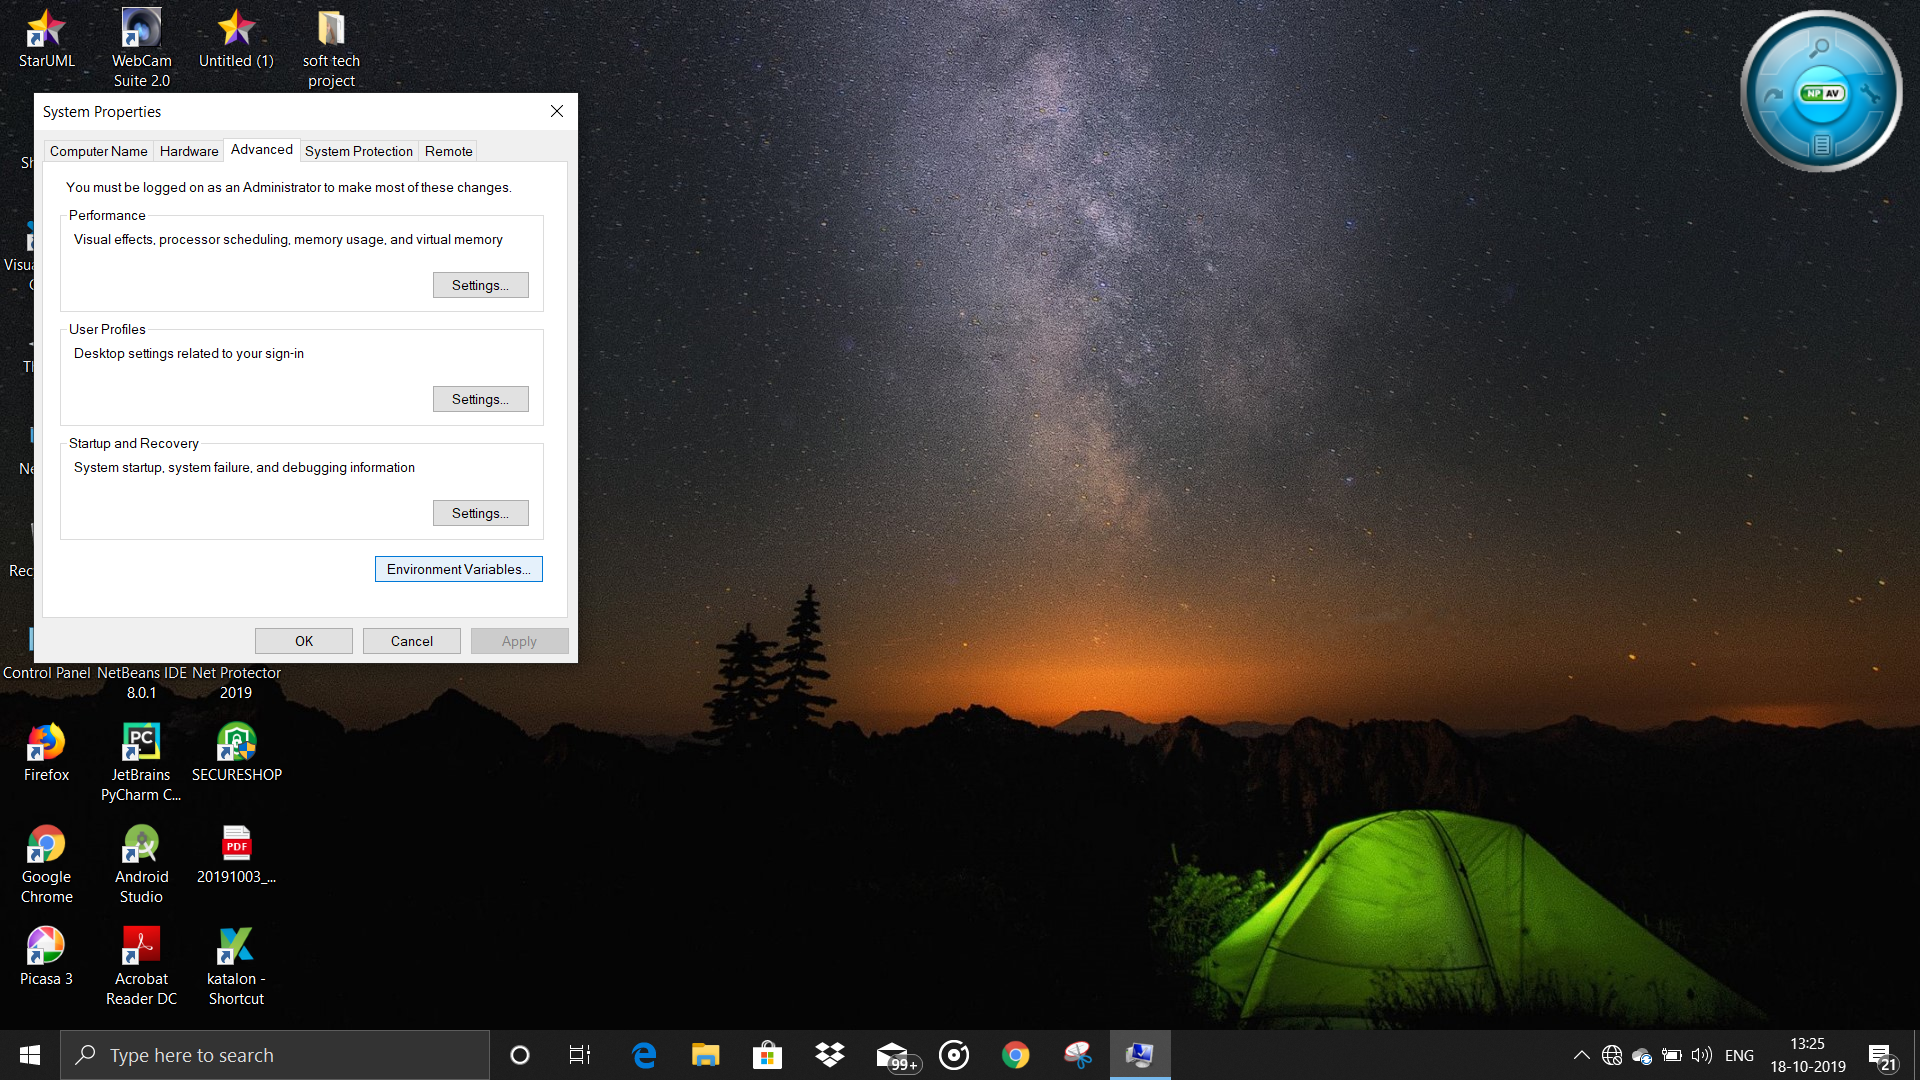 StarUML
WebCam
Suite 2.0
Untitled (1)
soft tech
project
System Properties
Computer Name
Hardware
Advanced
System Protection
Remote
You must be logged on as an Administrator to make most of these changes.
Performance
Visual effects, processor scheduling, memory usage, and virtual memory
Settings...
User Profiles
Desktop settings related to your sign-in
Settings...
Startup and Recovery
System startup, system failure, and debugging information
Settings...
Environment Variables...
OK
Cancel
Apply
NP AV
Control Panel
NetBeans IDE
8.0.1
Net Protector
2019
Firefox
PC
JetBrains
PyCharm C...
SECURESHOP
Google
Chrome
Android
Studio
PDF
20191003_...
Picasa 3
Acrobat
Reader DC
katalon -
Shortcut
Type here to search
99+
ENG
13:25
18-10-2019
21